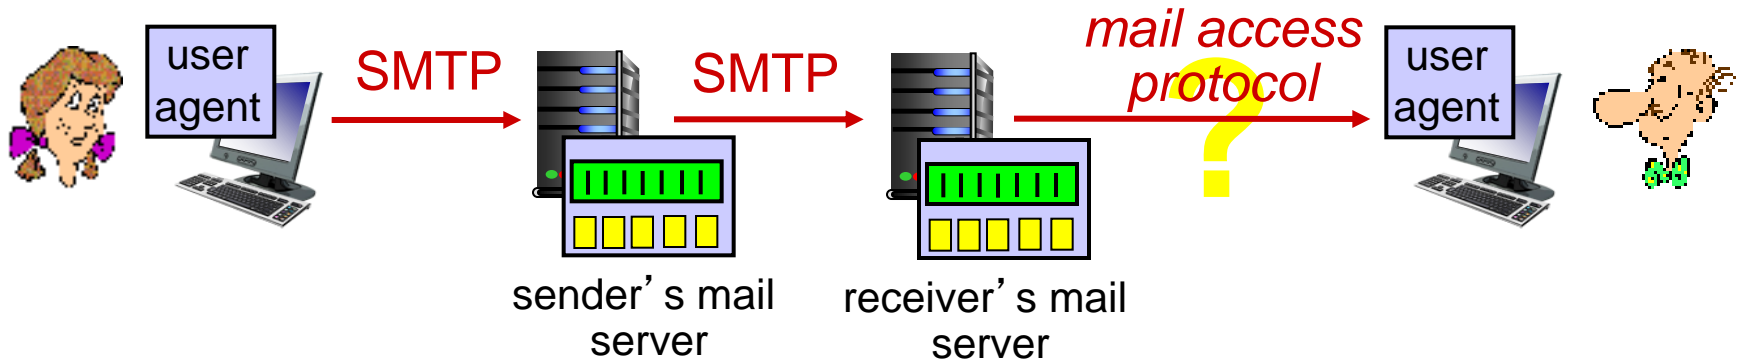 user
agent
SMTP
SMTP
mail access
protocol
?
user
agent
sender’s mail
server
receiver’s mail
server